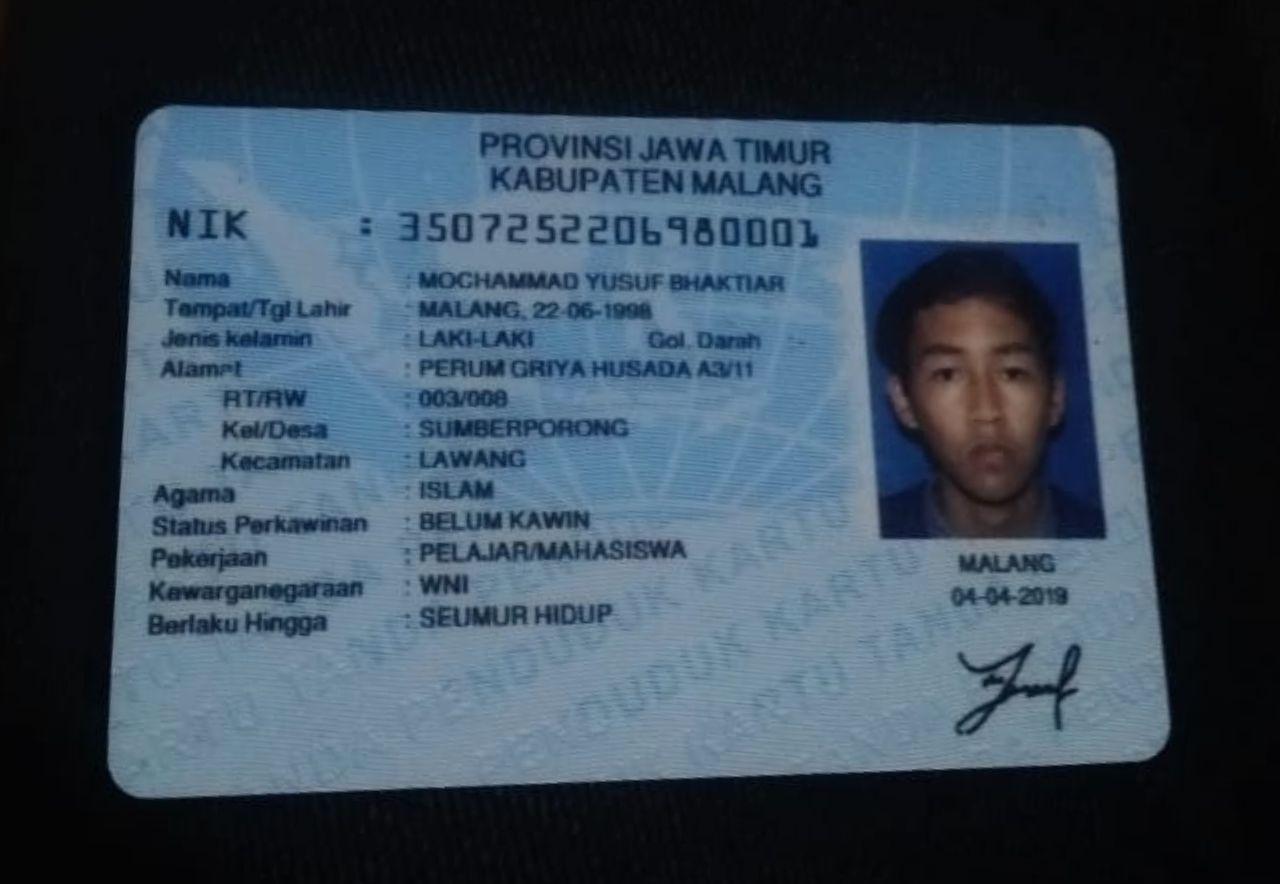 PROVINSI JAWA TIMUR
KABUPATEN MALANG
NIK : 3507252206980001
Nama : MOCHAMMAD YUSUF BHAKTIAR
Tempat/Tgl Lahir : MALANG, 22-06-1998
Jenis kelamin : LAKI-LAKI Gol. Darah : -
Alamat : PERUM GRIYA HUSADA A3/11
RT/RW : 003/008
Kel/Desa : SUMBERPORONG
Kecamatan : LAWANG
Agama : ISLAM
Status Perkawinan : BELUM KAWIN
Pekerjaan : PELAJAR/MAHASISWA
Kewarganegaraan : WNI
Berlaku Hingga : SEUMUR HIDUP
MALANG
04-04-2019